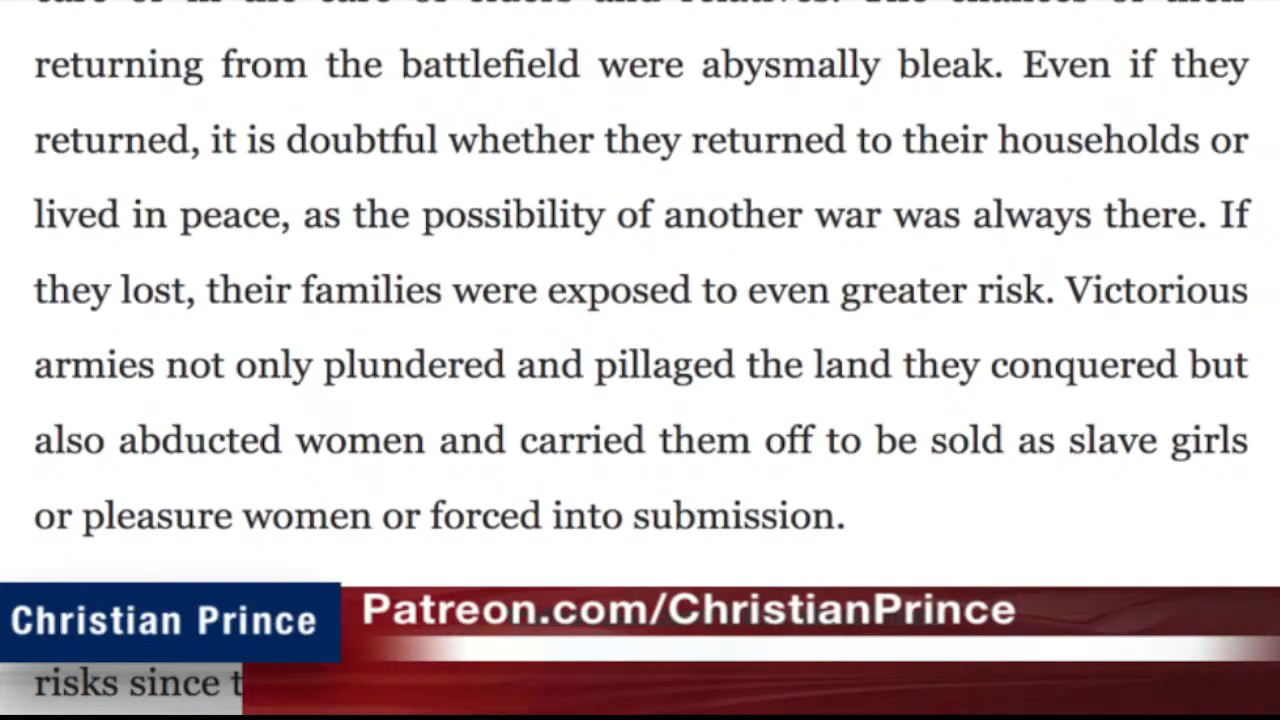 returning from the battlefield were abysmally bleak. Even if they
returned, it is doubtful whether they returned to their households or
lived in peace, as the possibility of another war was always there. If
they lost, their families were exposed to even greater risk. Victorious
armies not only plundered and pillaged the land they conquered but
also abducted women and carried them off to be sold as slave girls
or pleasure women or forced into submission.
Christian Prince
Patreon.com/ChristianPrince
risks since t